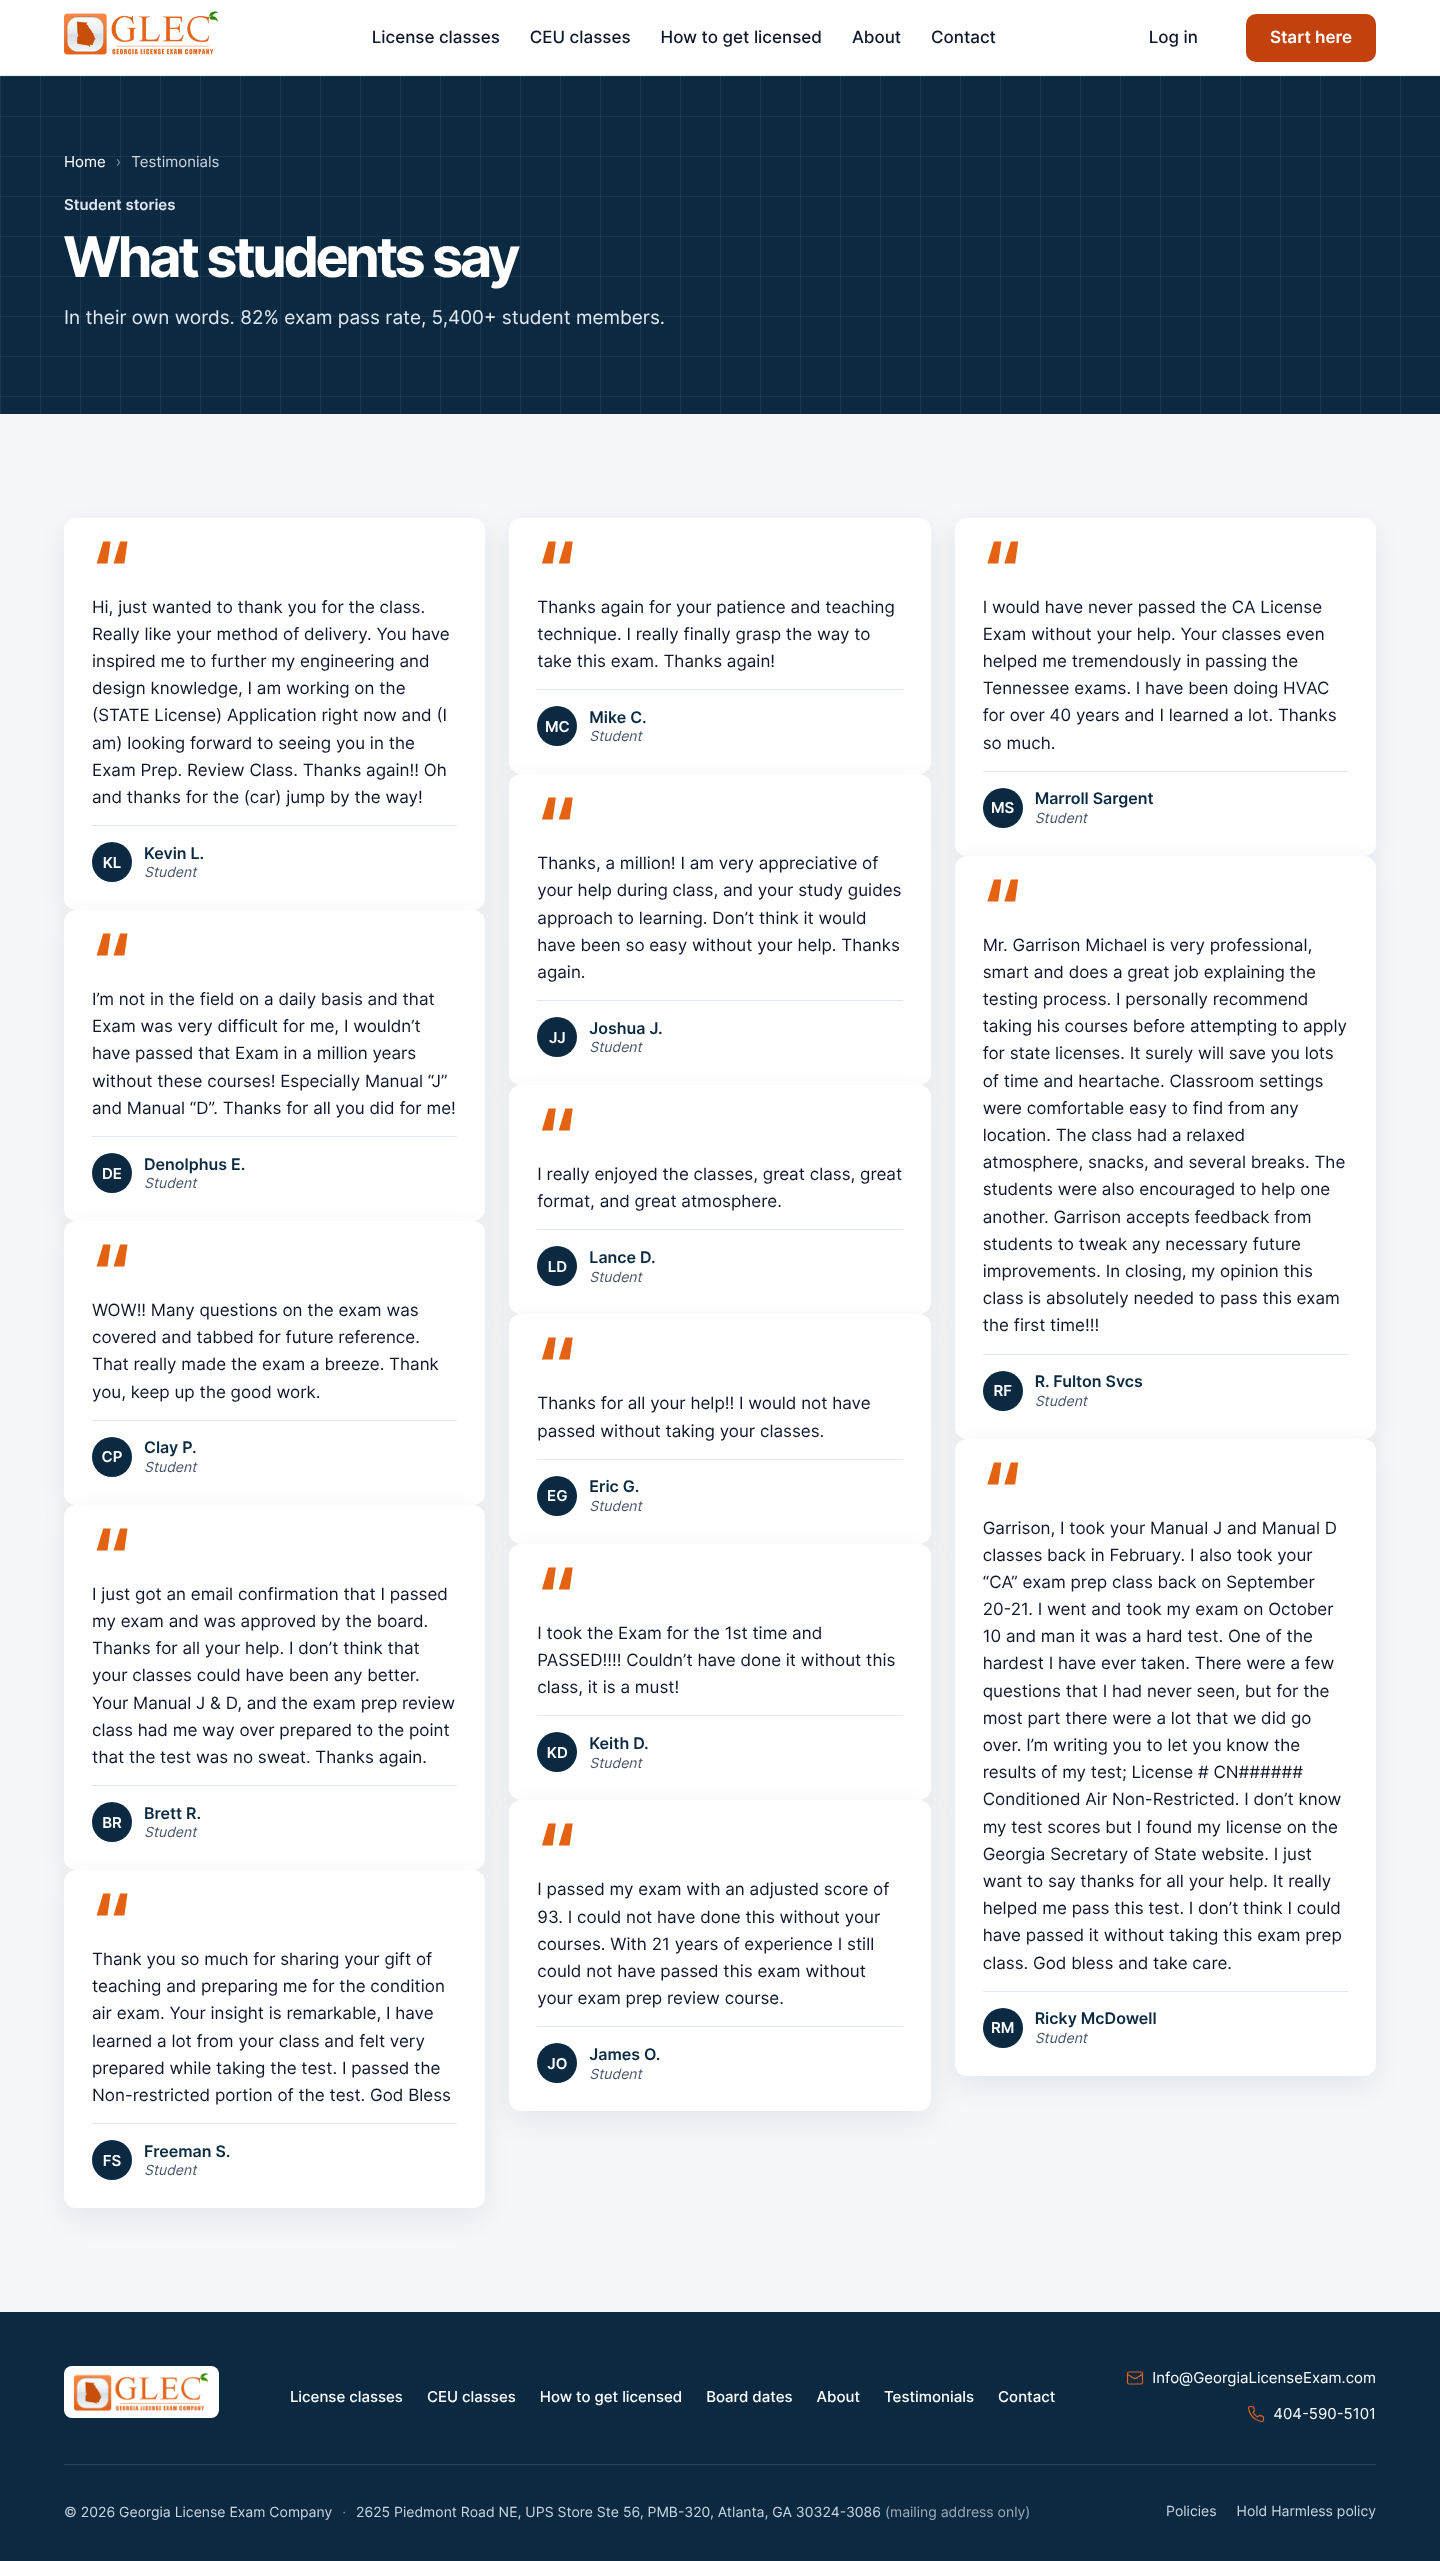 GLEC
GEORGIA LICENSE EXAM COMPANY
License classes
CEU classes
How to get licensed
About
Contact
Log in
Start here
Home › Testimonials
Student stories
What students say
In their own words. 82% exam pass rate, 5,400+ student members.
"
Hi, just wanted to thank you for the class.
Really like your method of delivery. You have
inspired me to further my engineering and
design knowledge, I am working on the
(STATE License) Application right now and (I
am) looking forward to seeing you in the
Exam Prep. Review Class. Thanks again!! Oh
and thanks for the (car) jump by the way!
KL
Kevin L.
Student
"
I’m not in the field on a daily basis and that
Exam was very difficult for me, I wouldn’t
have passed that Exam in a million years
without these courses! Especially Manual “J”
and Manual “D”. Thanks for all you did for me!
DE
Denolphus E.
Student
"
WOW!! Many questions on the exam was
covered and tabbed for future reference.
That really made the exam a breeze. Thank
you, keep up the good work.
CP
Clay P.
Student
"
I just got an email confirmation that I passed
my exam and was approved by the board.
Thanks for all your help. I don’t think that
your classes could have been any better.
Your Manual J & D, and the exam prep review
class had me way over prepared to the point
that the test was no sweat. Thanks again.
BR
Brett R.
Student
"
Thank you so much for sharing your gift of
teaching and preparing me for the condition
air exam. Your insight is remarkable, I have
learned a lot from your class and felt very
prepared while taking the test. I passed the
Non-restricted portion of the test. God Bless
FS
Freeman S.
Student
"
Thanks again for your patience and teaching
technique. I really finally grasp the way to
take this exam. Thanks again!
MC
Mike C.
Student
"
Thanks, a million! I am very appreciative of
your help during class, and your study guides
approach to learning. Don’t think it would
have been so easy without your help. Thanks
again.
JJ
Joshua J.
Student
"
I really enjoyed the classes, great class, great
format, and great atmosphere.
LD
Lance D.
Student
"
Thanks for all your help!! I would not have
passed without taking your classes.
EG
Eric G.
Student
"
I took the Exam for the 1st time and
PASSED!!!! Couldn’t have done it without this
class, it is a must!
KD
Keith D.
Student
"
I passed my exam with an adjusted score of
93. I could not have done this without your
courses. With 21 years of experience I still
could not have passed this exam without
your exam prep review course.
JO
James O.
Student
"
I would have never passed the CA License
Exam without your help. Your classes even
helped me tremendously in passing the
Tennessee exams. I have been doing HVAC
for over 40 years and I learned a lot. Thanks
so much.
MS
Marroll Sargent
Student
"
Mr. Garrison Michael is very professional,
smart and does a great job explaining the
testing process. I personally recommend
taking his courses before attempting to apply
for state licenses. It surely will save you lots
of time and heartache. Classroom settings
were comfortable easy to find from any
location. The class had a relaxed
atmosphere, snacks, and several breaks. The
students were also encouraged to help one
another. Garrison accepts feedback from
students to tweak any necessary future
improvements. In closing, my opinion this
class is absolutely needed to pass this exam
the first time!!!
RF
R. Fulton Svcs
Student
"
Garrison, I took your Manual J and Manual D
classes back in February. I also took your
“CA” exam prep class back on September
20-21. I went and took my exam on October
10 and man it was a hard test. One of the
hardest I have ever taken. There were a few
questions that I had never seen, but for the
most part there were a lot that we did go
over. I’m writing you to let you know the
results of my test; License # CN######
Conditioned Air Non-Restricted. I don’t know
my test scores but I found my license on the
Georgia Secretary of State website. I just
want to say thanks for all your help. It really
helped me pass this test. I don’t think I could
have passed it without taking this exam prep
class. God bless and take care.
RM
Ricky McDowell
Student
GLEC
GEORGIA LICENSE EXAM COMPANY
License classes
CEU classes
How to get licensed
Board dates
About
Testimonials
Contact
Info@GeorgiaLicenseExam.com
404-590-5101
© 2026 Georgia License Exam Company · 2625 Piedmont Road NE, UPS Store Ste 56, PMB-320, Atlanta, GA 30324-3086 (mailing address only)
Policies
Hold Harmless policy